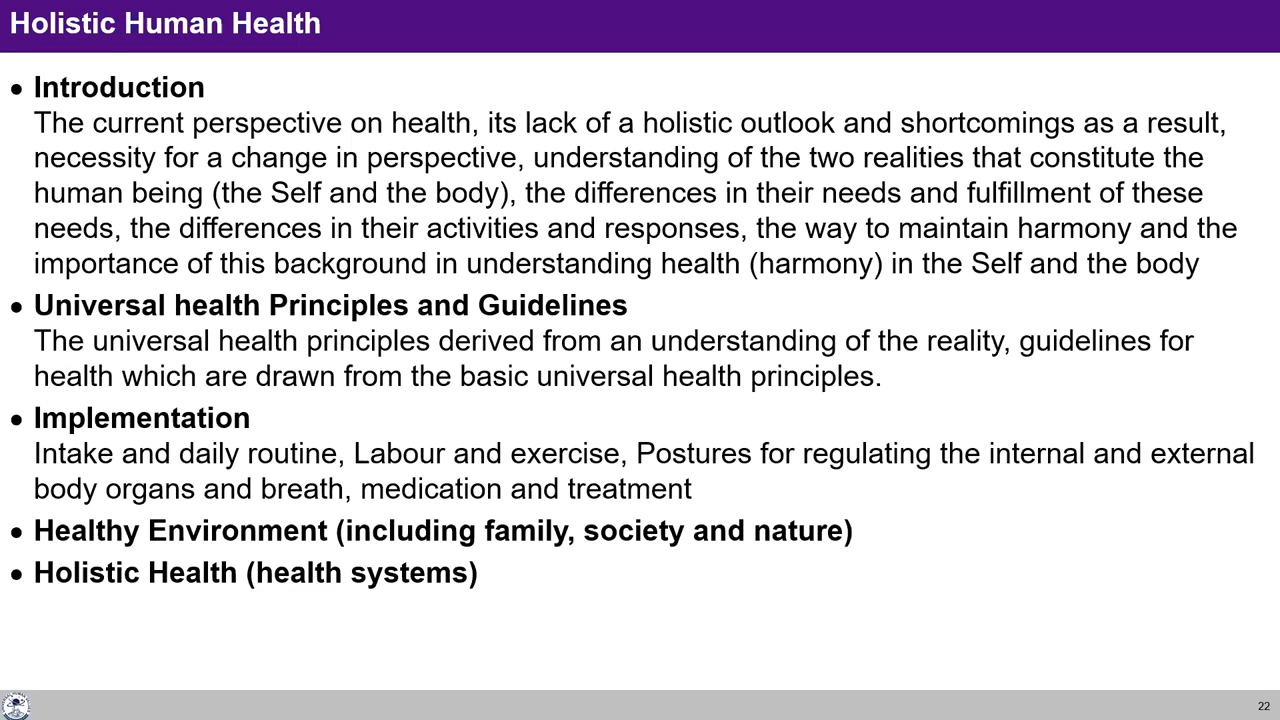 Holistic Human Health
• Introduction
The current perspective on health, its lack of a holistic outlook and shortcomings as a result,
necessity for a change in perspective, understanding of the two realities that constitute the
human being (the Self and the body), the differences in their needs and fulfillment of these
needs, the differences in their activities and responses, the way to maintain harmony and the
importance of this background in understanding health (harmony) in the Self and the body
• Universal health Principles and Guidelines
The universal health principles derived from an understanding of the reality, guidelines for
health which are drawn from the basic universal health principles.
• Implementation
Intake and daily routine, Labour and exercise, Postures for regulating the internal and external
body organs and breath, medication and treatment
• Healthy Environment (including family, society and nature)
• Holistic Health (health systems)
22